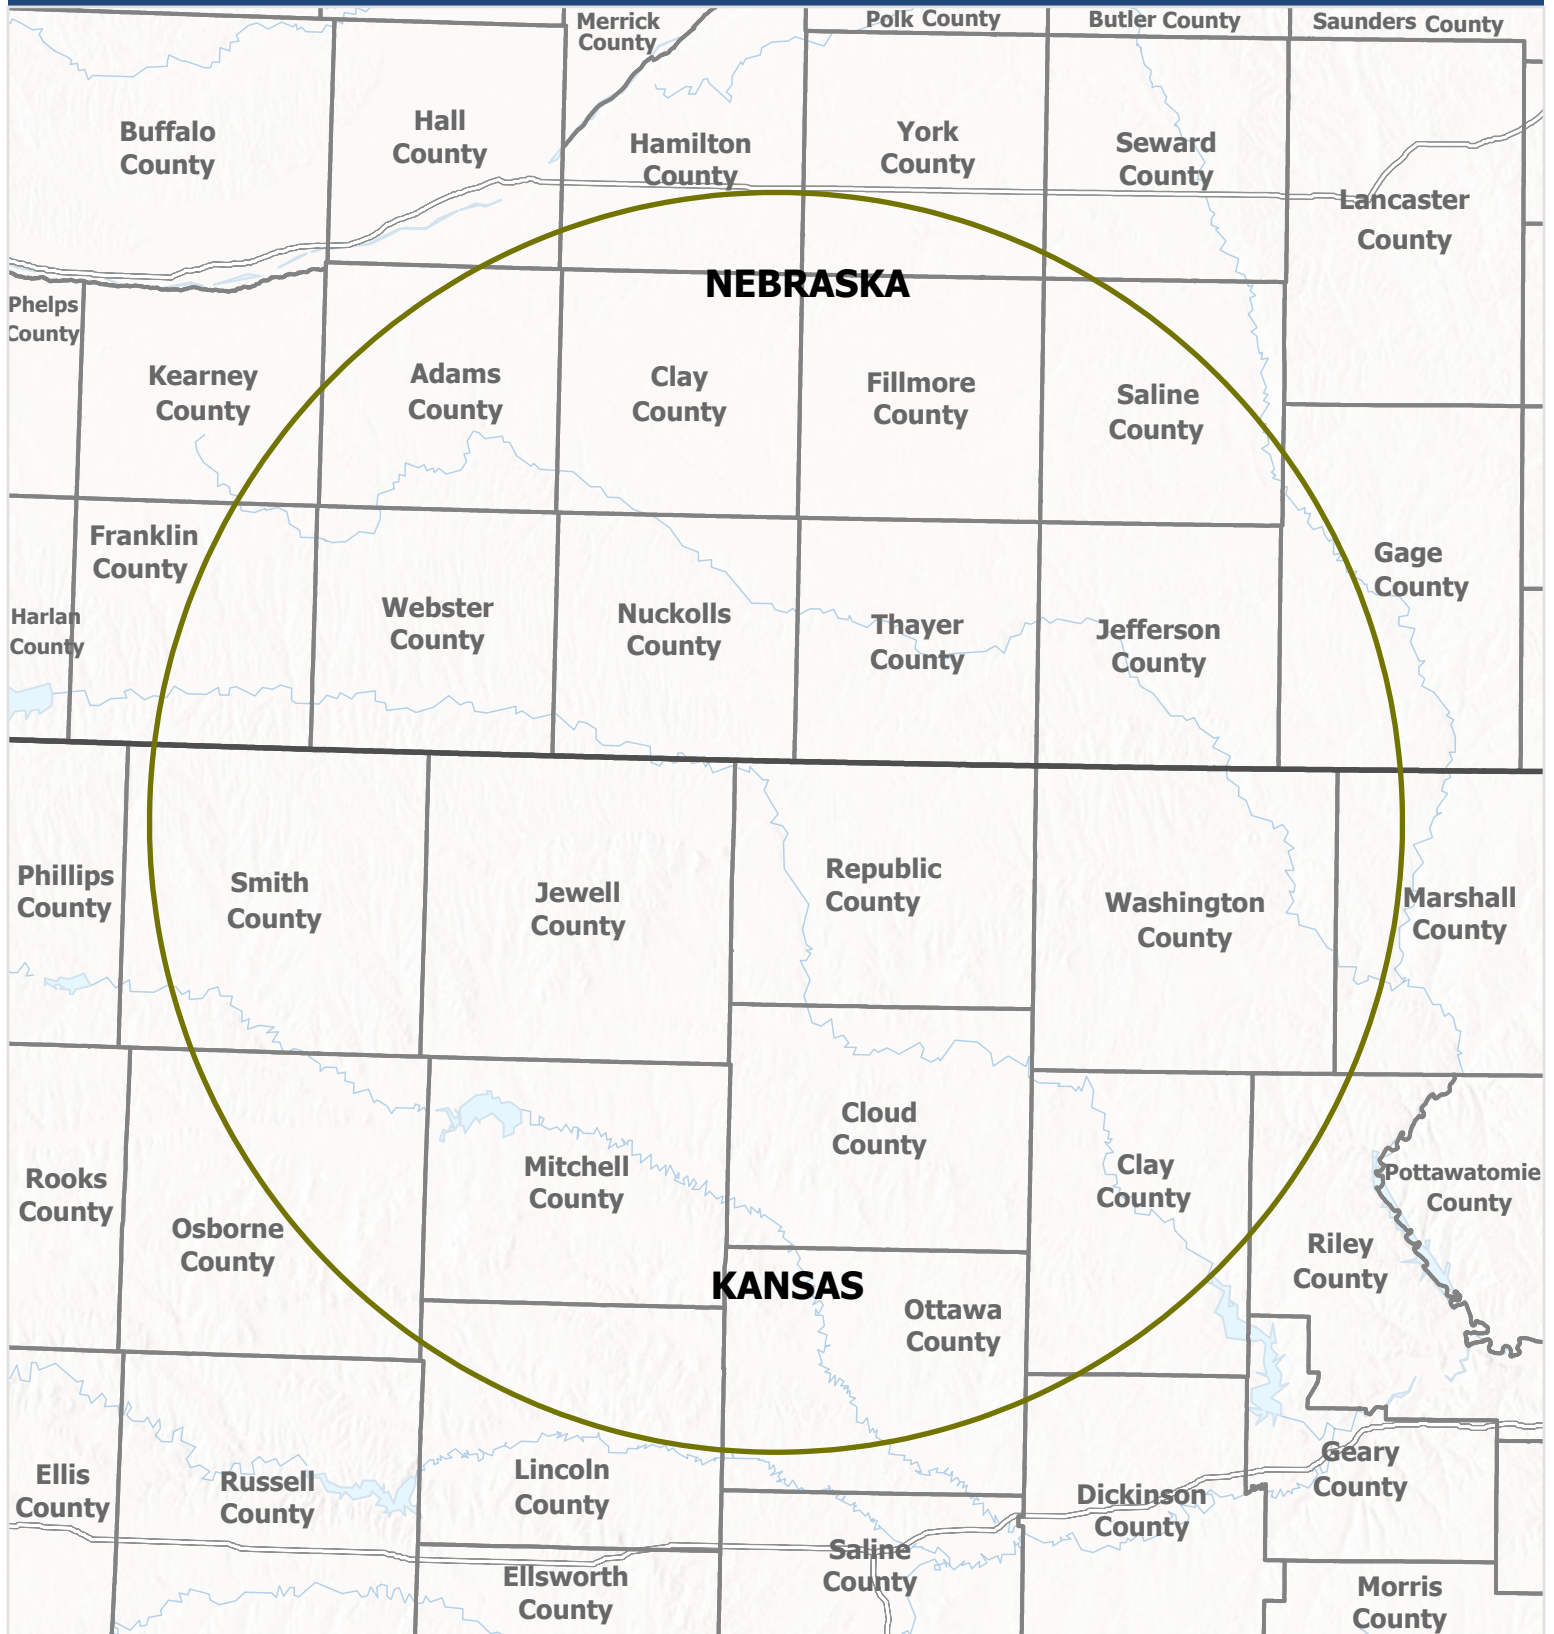 Merrick
County
Polk County
Butler County
Saunders County
Buffalo
County
Hall
County
Hamilton
County
York
County
Seward
County
Lancaster
County
NEBRASKA
Phelps
County
Kearney
County
Adams
County
Clay
County
Fillmore
County
Saline
County
Franklin
County
Harlan
County
Webster
County
Nuckolls
County
Thayer
County
Jefferson
County
Gage
County
Phillips
County
Smith
County
Jewell
County
Republic
County
Washington
County
Marshall
County
Rooks
County
Osborne
County
Mitchell
County
Cloud
County
Clay
County
Pottawatomie
County
Riley
County
KANSAS
Ottawa
County
Ellis
County
Russell
County
Lincoln
County
Dickinson
County
Geary
County
Ellsworth
County
Saline
County
Morris
County